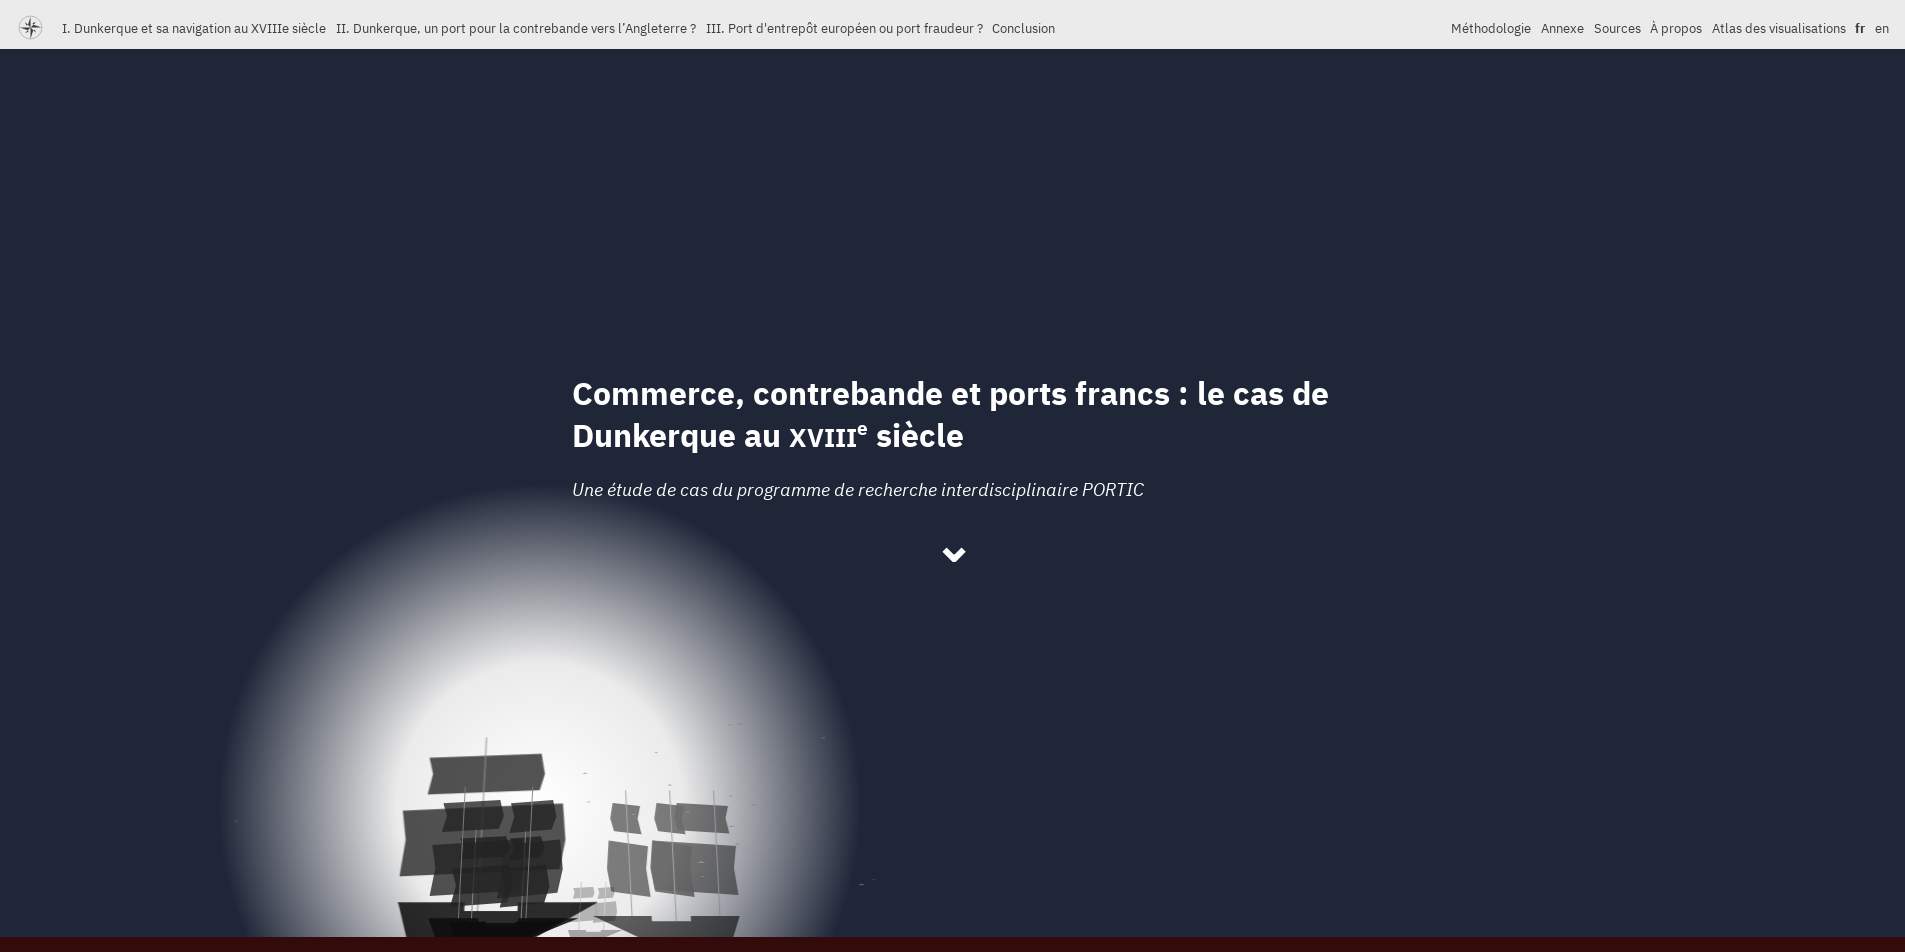 I. Dunkerque et sa navigation au XVIIIe siècle II. Dunkerque, un port pour la contrebande vers l’Angleterre ? III. Port d'entrepôt européen ou port fraudeur ? Conclusion Méthodologie Annexe Sources À propos Atlas des visualisations fr en
Commerce, contrebande et ports francs : le cas de
Dunkerque au XVIIIe siècle
Une étude de cas du programme de recherche interdisciplinaire PORTIC